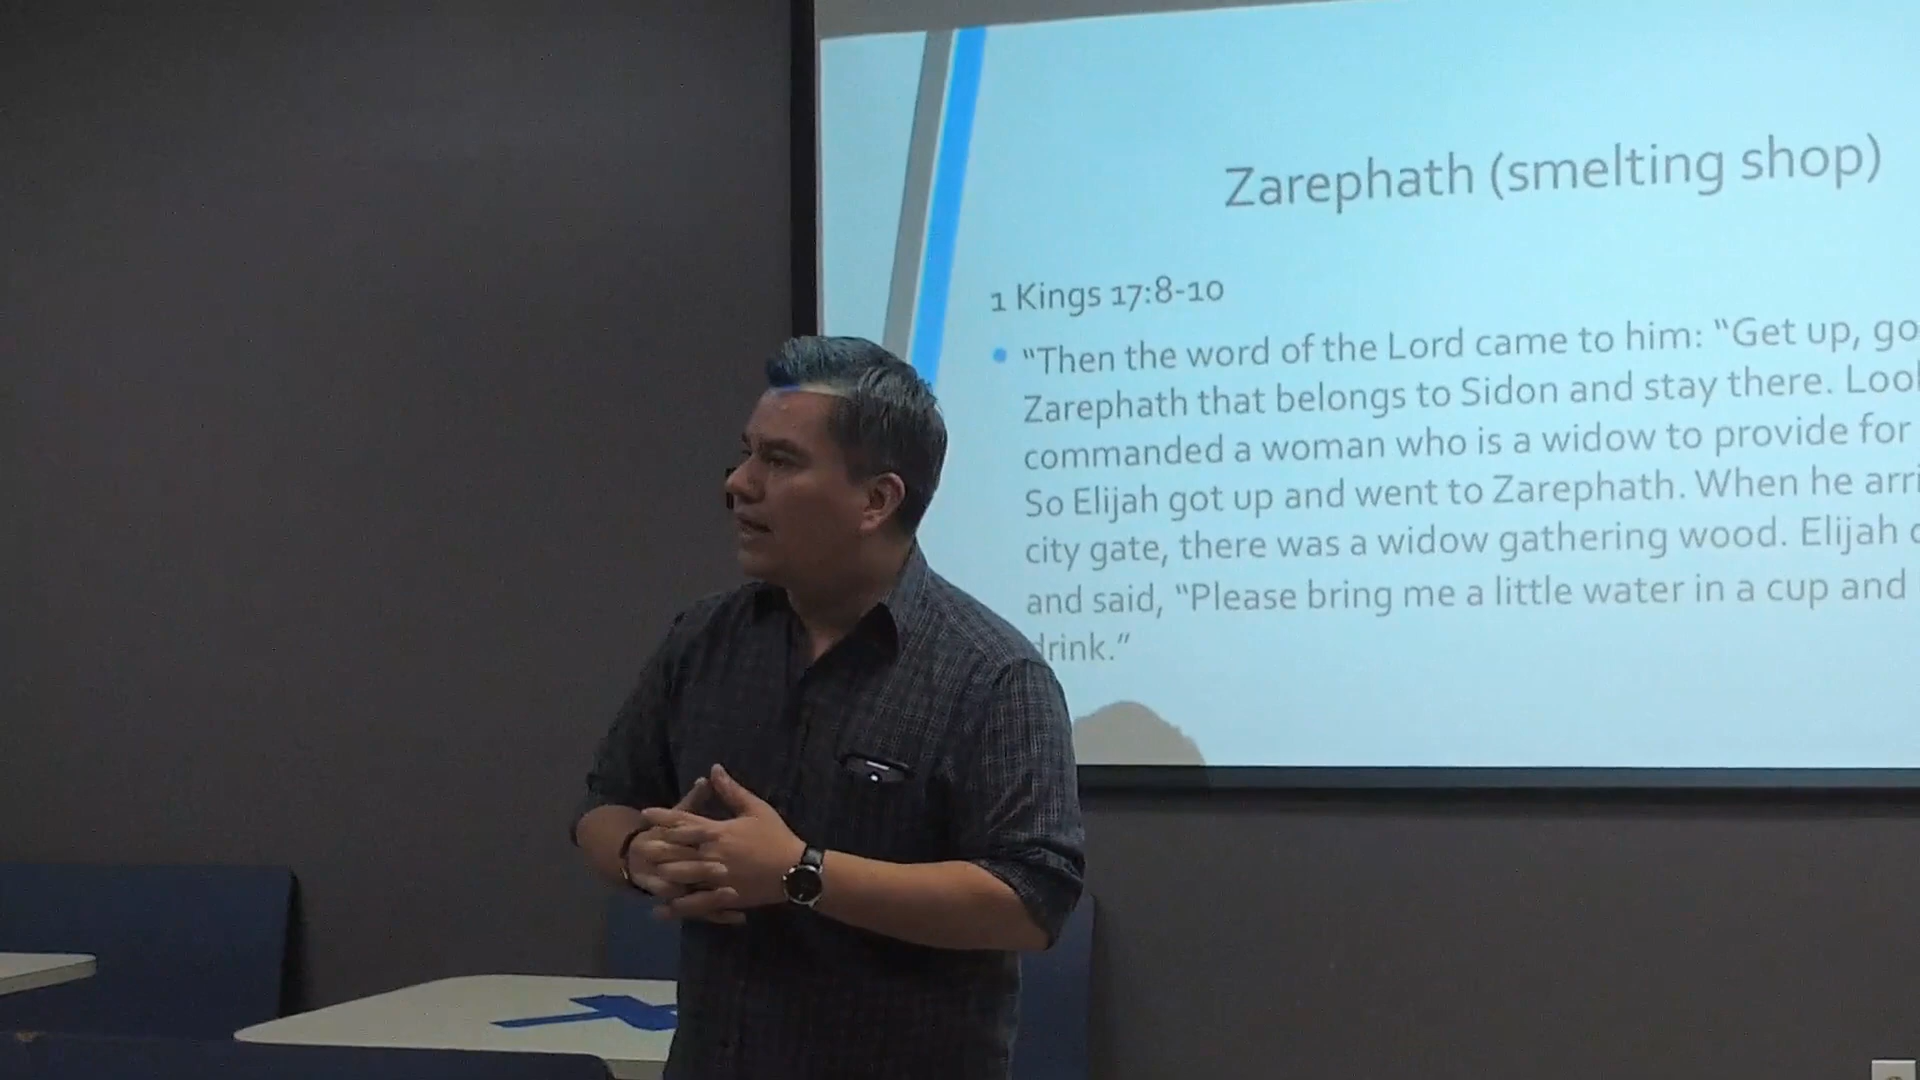 Zarephath (smelting shop)
1 Kings 17:8-10
“Then the word of the Lord came to him: “Get up, go
Zarephath that belongs to Sidon and stay there.
commanded a woman who is a widow to provide for
So Elijah got up and went to Zarephath. When he
city gate, there was a widow gathering wood. Elijah
and said, “Please bring me a little water in a cup and
drink.”